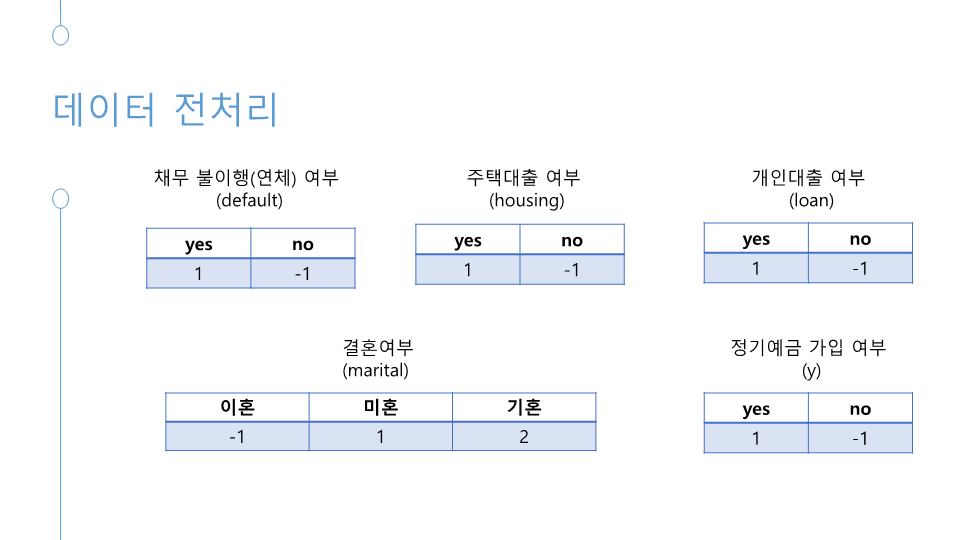 데이터 전처리
채무 불이행(연체) 여부
(default)
yes no
1 -1
주택대출 여부
(housing)
yes no
1 -1
개인대출 여부
(loan)
yes no
1 -1
결혼여부
(marital)
이혼 미혼 기혼
-1 1 2
정기예금 가입 여부
(y)
yes no
1 -1